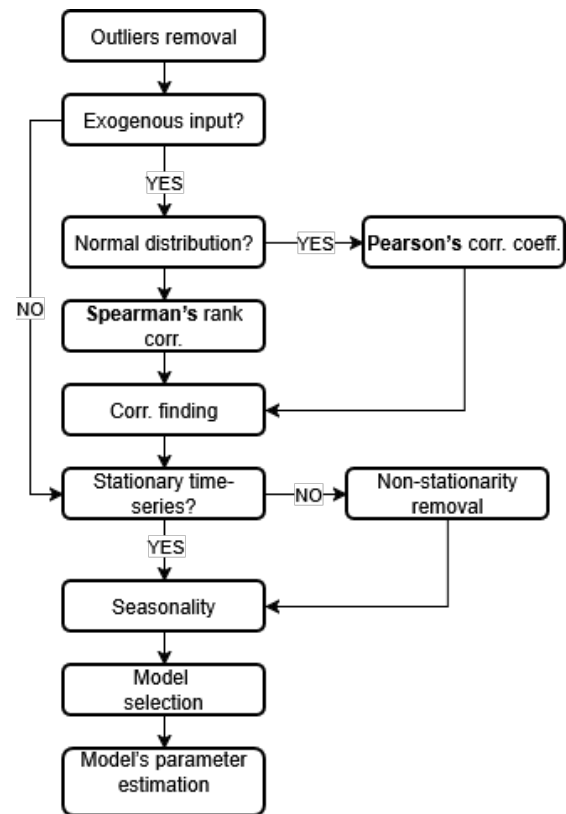 Outliers removal
Exogenous input?
YES
Normal distribution?
YES
Pearson's corr. coeff.
NO
Spearman's rank
corr.
Corr. finding
Stationary time-
series?
NO
Non-stationarity
removal
YES
Seasonality
Model
selection
Model's parameter
estimation